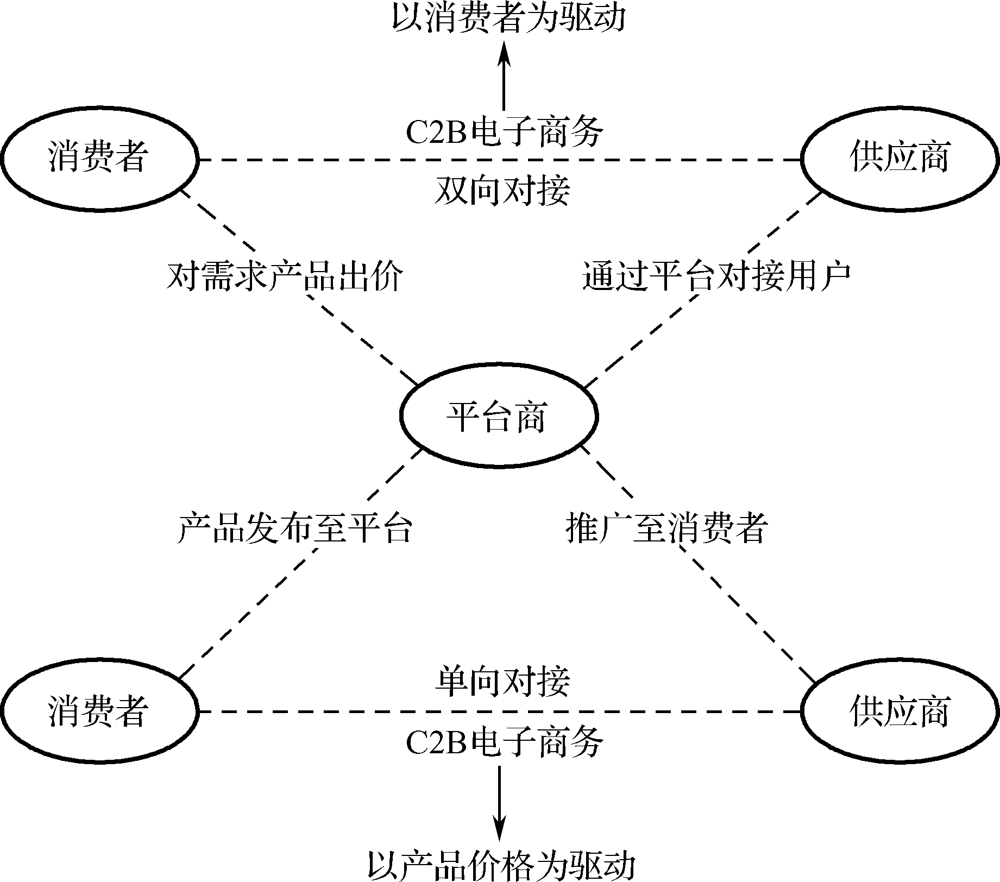 以消费者为驱动
C2B电子商务
消费者
供应商
双向对接
对需求产品出价
通过平台对接用户
平台商
产品发布至平台
推广至消费者
单向对接
消费者
供应商
C2B电子商务
以产品价格为驱动